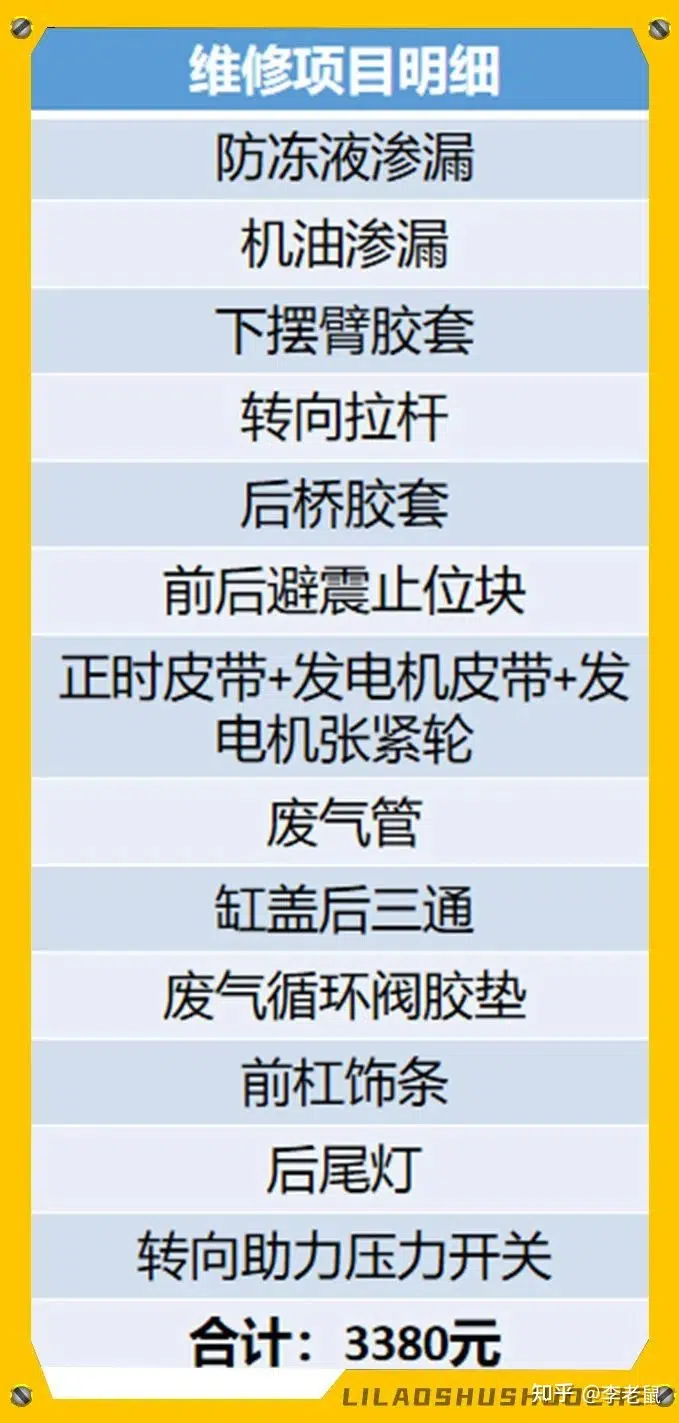 维修项目明细
防冻液渗漏
机油渗漏
下摆臂胶套
转向拉杆
后桥胶套
前后避震止位块
正时皮带+发电机皮带+发
电机张紧轮
废气管
缸盖后三通
废气循环阀胶垫
前杠饰条
后尾灯
转向助力压力开关
合计：3380元
知乎 @李老鼠